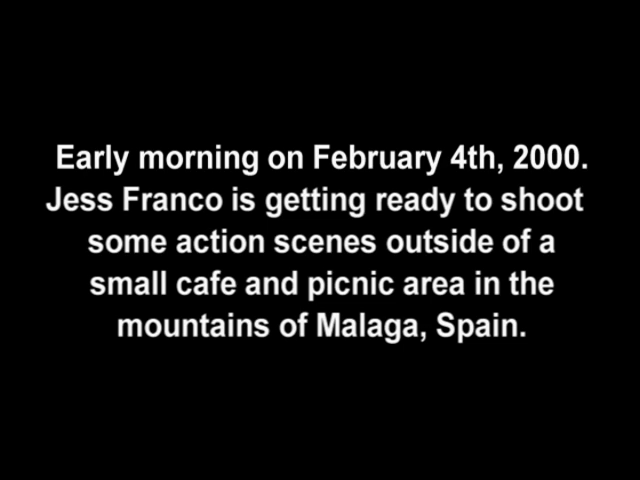 Early morning on February 4th, 2000.
Jess Franco is getting ready to shoot
some action scenes outside of a
small cafe and picnic area in the
mountains of Malaga, Spain.